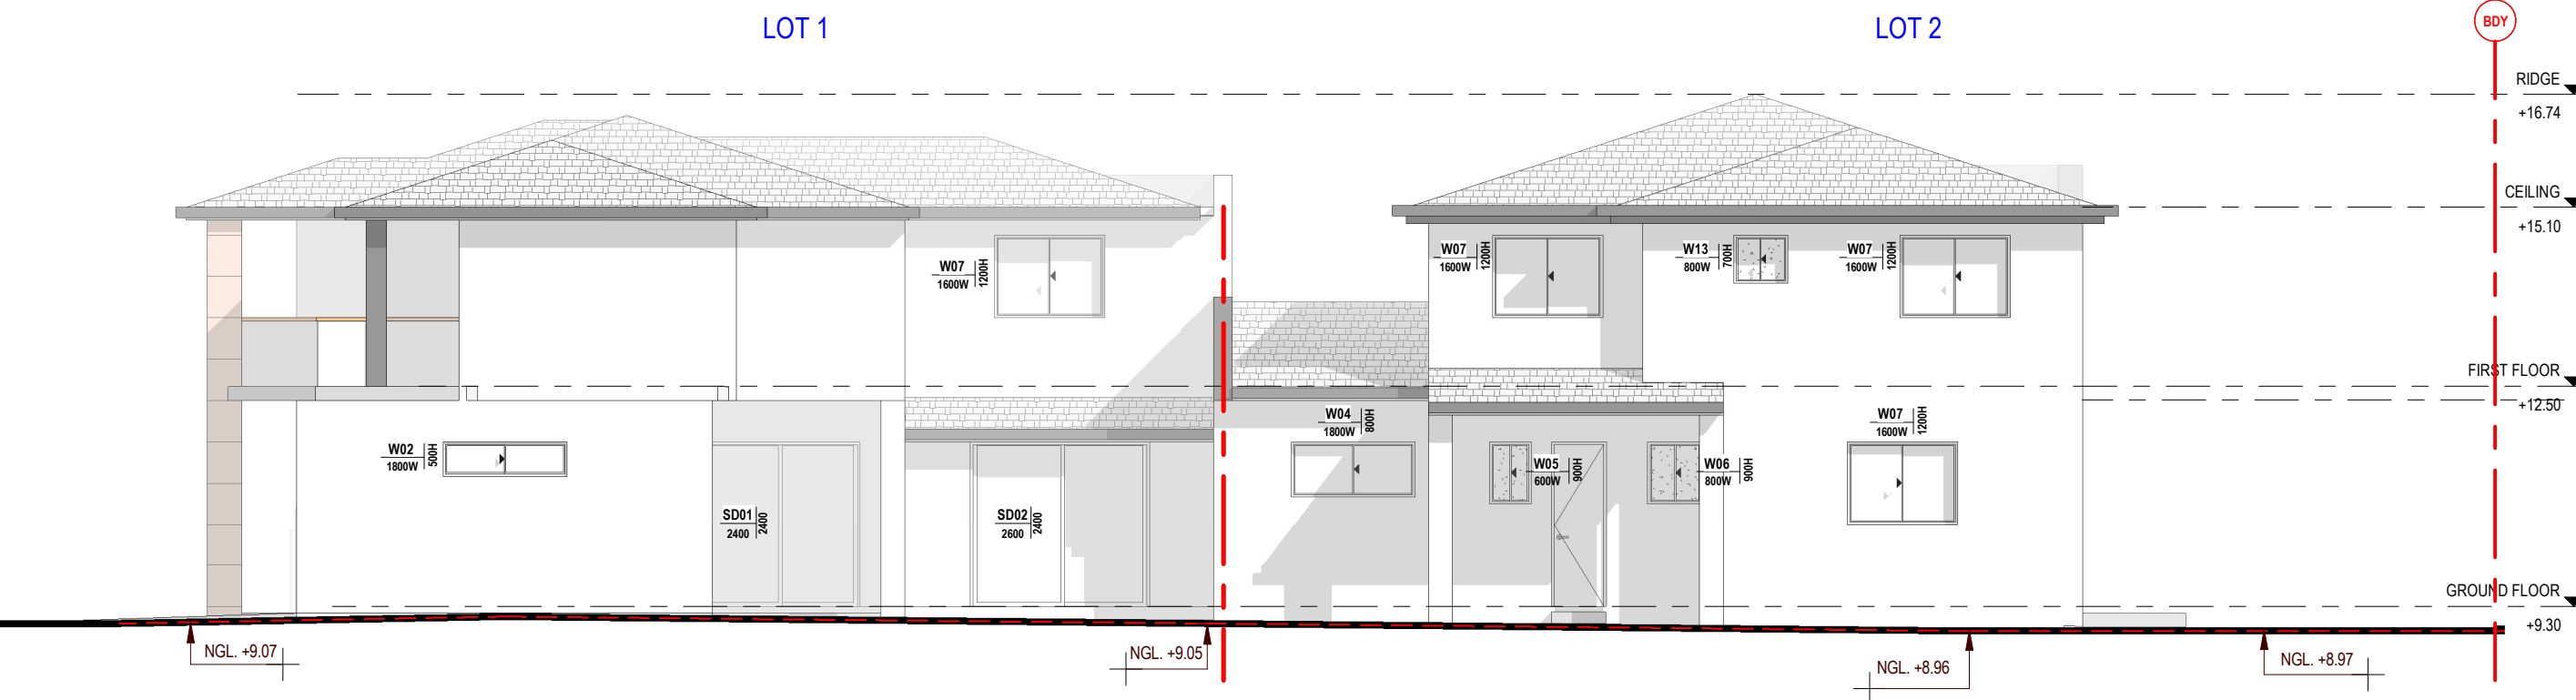 LOT 1
LOT 2
BDY
RIDGE
+16.74
CEILING
+15.10
W07
1600W
1200H
W07
1600W
1200H
W13
800W
700H
W07
1600W
1200H
FIRST FLOOR
+12.50
W02
1800W
500H
W04
1800W
800H
W05
600W
900H
W06
800W
900H
W07
1600W
1200H
SD01
2400
2400
SD02
2600
2400
GROUND FLOOR
+9.30
NGL. +9.07
NGL. +9.05
NGL. +8.96
NGL. +8.97